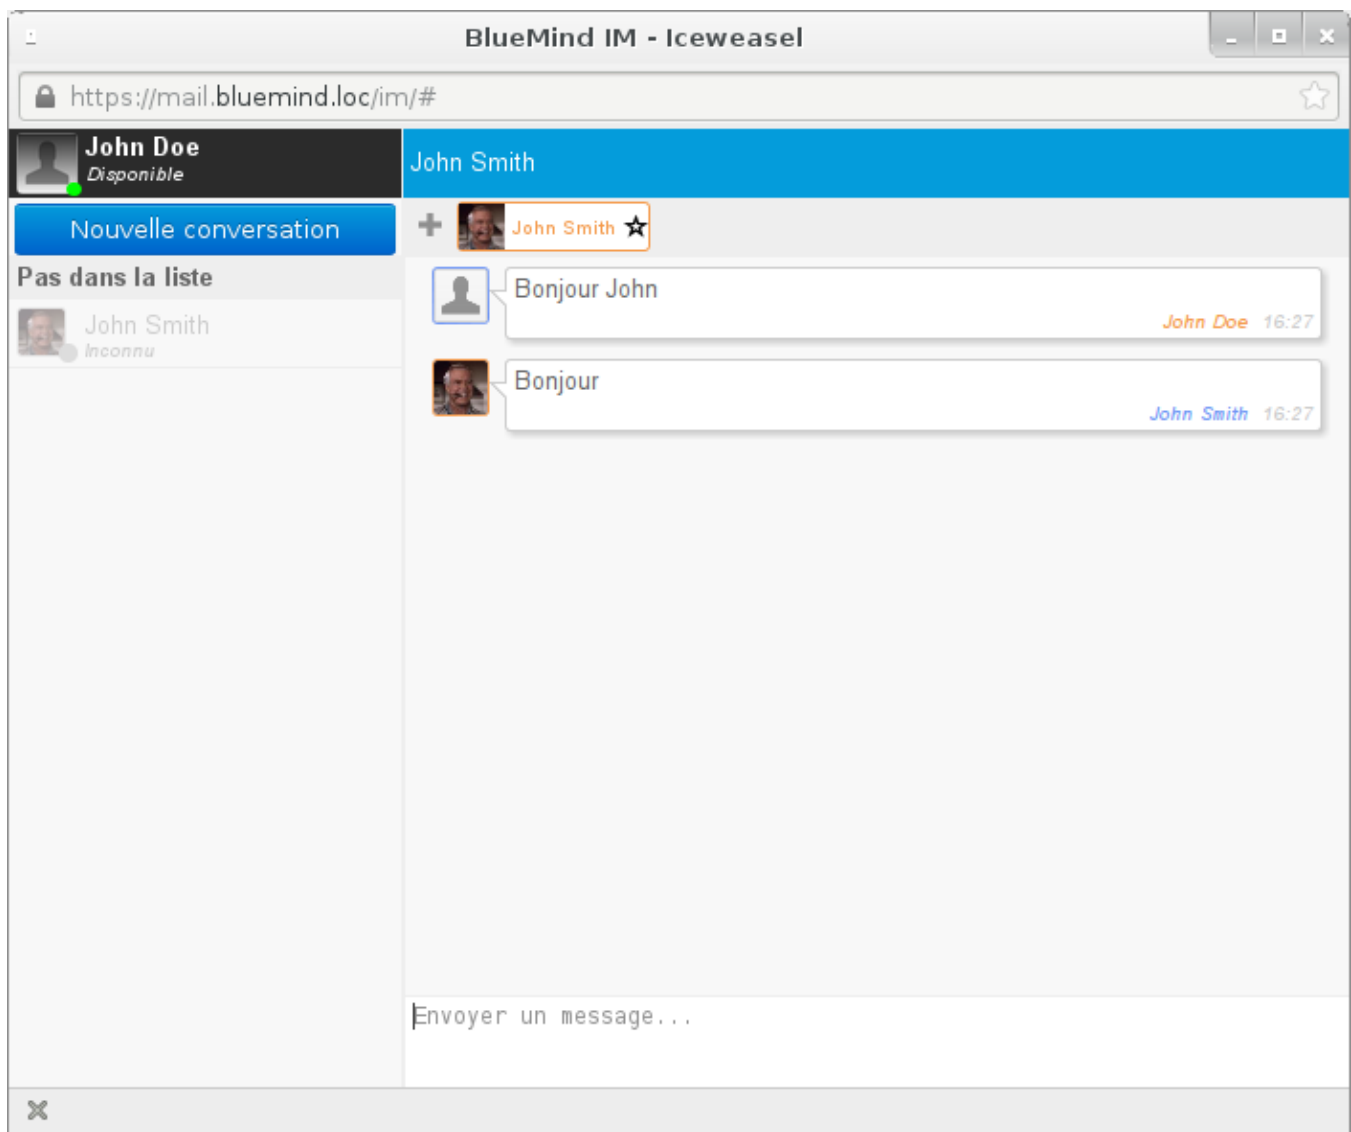 BlueMind IM - Iceweasel
https://mail.bluemind.loc/im/#
John Doe
Disponible
Nouvelle conversation
Pas dans la liste
John Smith
Inconnu
John Smith
John Smith
Bonjour John
John Doe 16:27
Bonjour
John Smith 16:27
Envoyer un message...